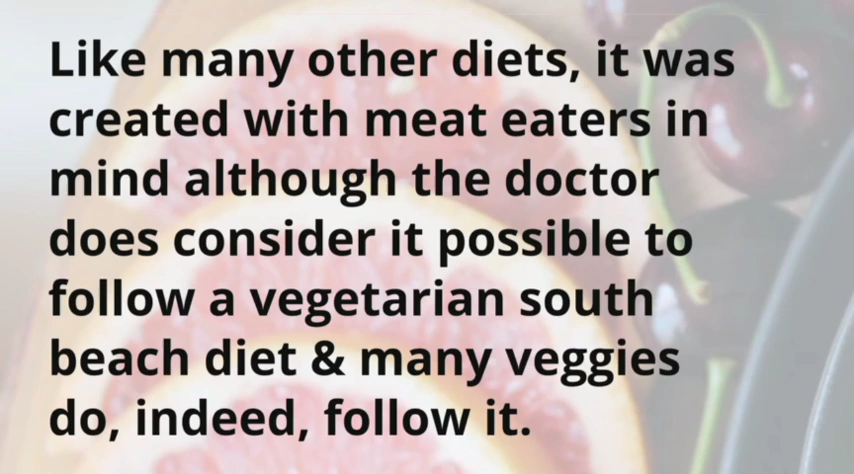 Like many other diets, it was
created with meat eaters in
mind although the doctor
does consider it possible to
follow a vegetarian south
beach diet & many veggies
do, indeed, follow it.